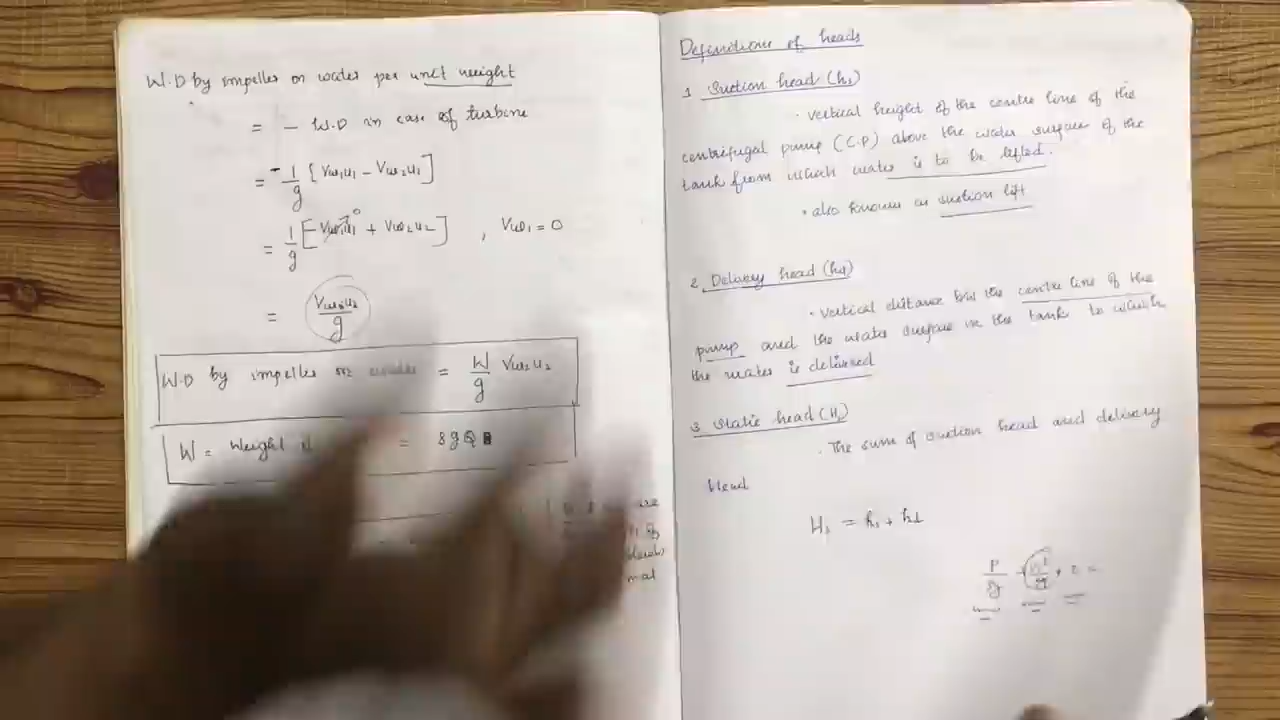 W.D by impeller on water per unit weight
= - W.D in case of turbine
= - 1/g [Vw1u1 - Vw2u2]
= 1/g [-Vw1u1→0 + Vw2u2] , Vw1 = 0
= Vw2u2/g
W.D by impeller on water = W/g Vw2 u2
W = Weight = ρgQ
Definitions of heads
1 Suction head (hs)
· vertical height of the centre line of the
centrifugal pump (C.P) above the water surface of the
tank from which water is to be lifted.
· also known as suction lift
2. Delivery head (hd)
· vertical distance b/w the centre line of the
pump and the water surface in the tank to which
the water is delivered
3 Static head (Hs)
· The sum of suction head and delivery
Head
Hs = hs + hd
P/ρg + + z =